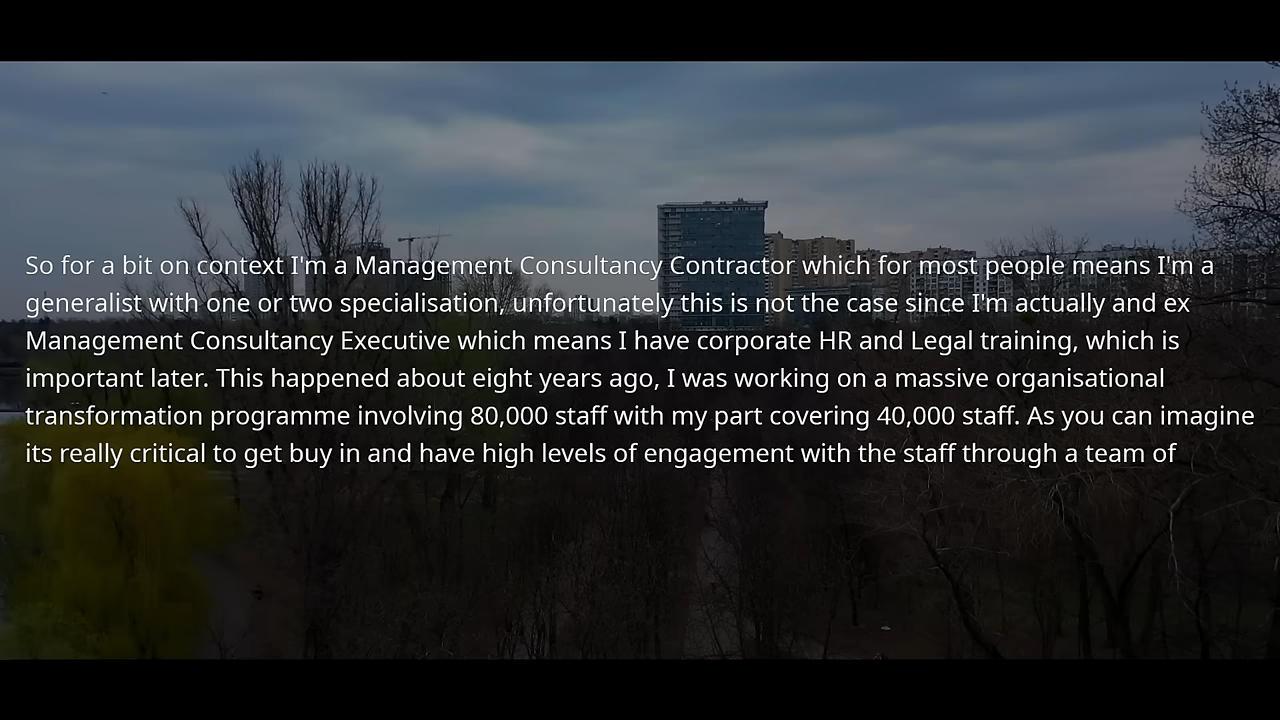 So for a bit on context I'm a Management Consultancy Contractor which for most people means I'm a
generalist with one or two specialisation, unfortunately this is not the case since I'm actually and ex
Management Consultancy Executive which means I have corporate HR and Legal training, which is
important later. This happened about eight years ago, I was working on a massive organisational
transformation programme involving 80,000 staff with my part covering 40,000 staff. As you can imagine
its really critical to get buy in and have high levels of engagement with the staff through a team of